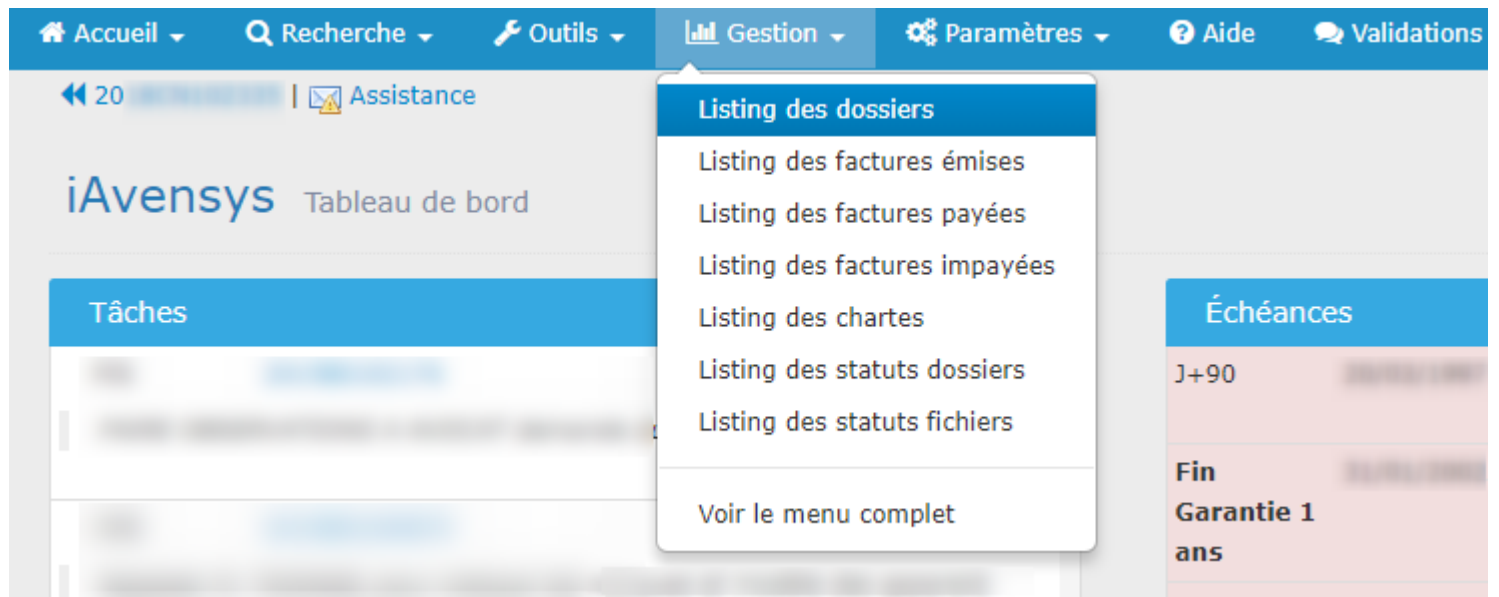 Accueil Recherche Outils Gestion Paramètres Aide Validations
20 | Assistance
iAvensys Tableau de bord
Listing des dossiers
Listing des factures émises
Listing des factures payées
Listing des factures impayées
Listing des chartes
Listing des statuts dossiers
Listing des statuts fichiers
Voir le menu complet
Tâches
Échéances
J+90
Fin
Garantie 1
ans